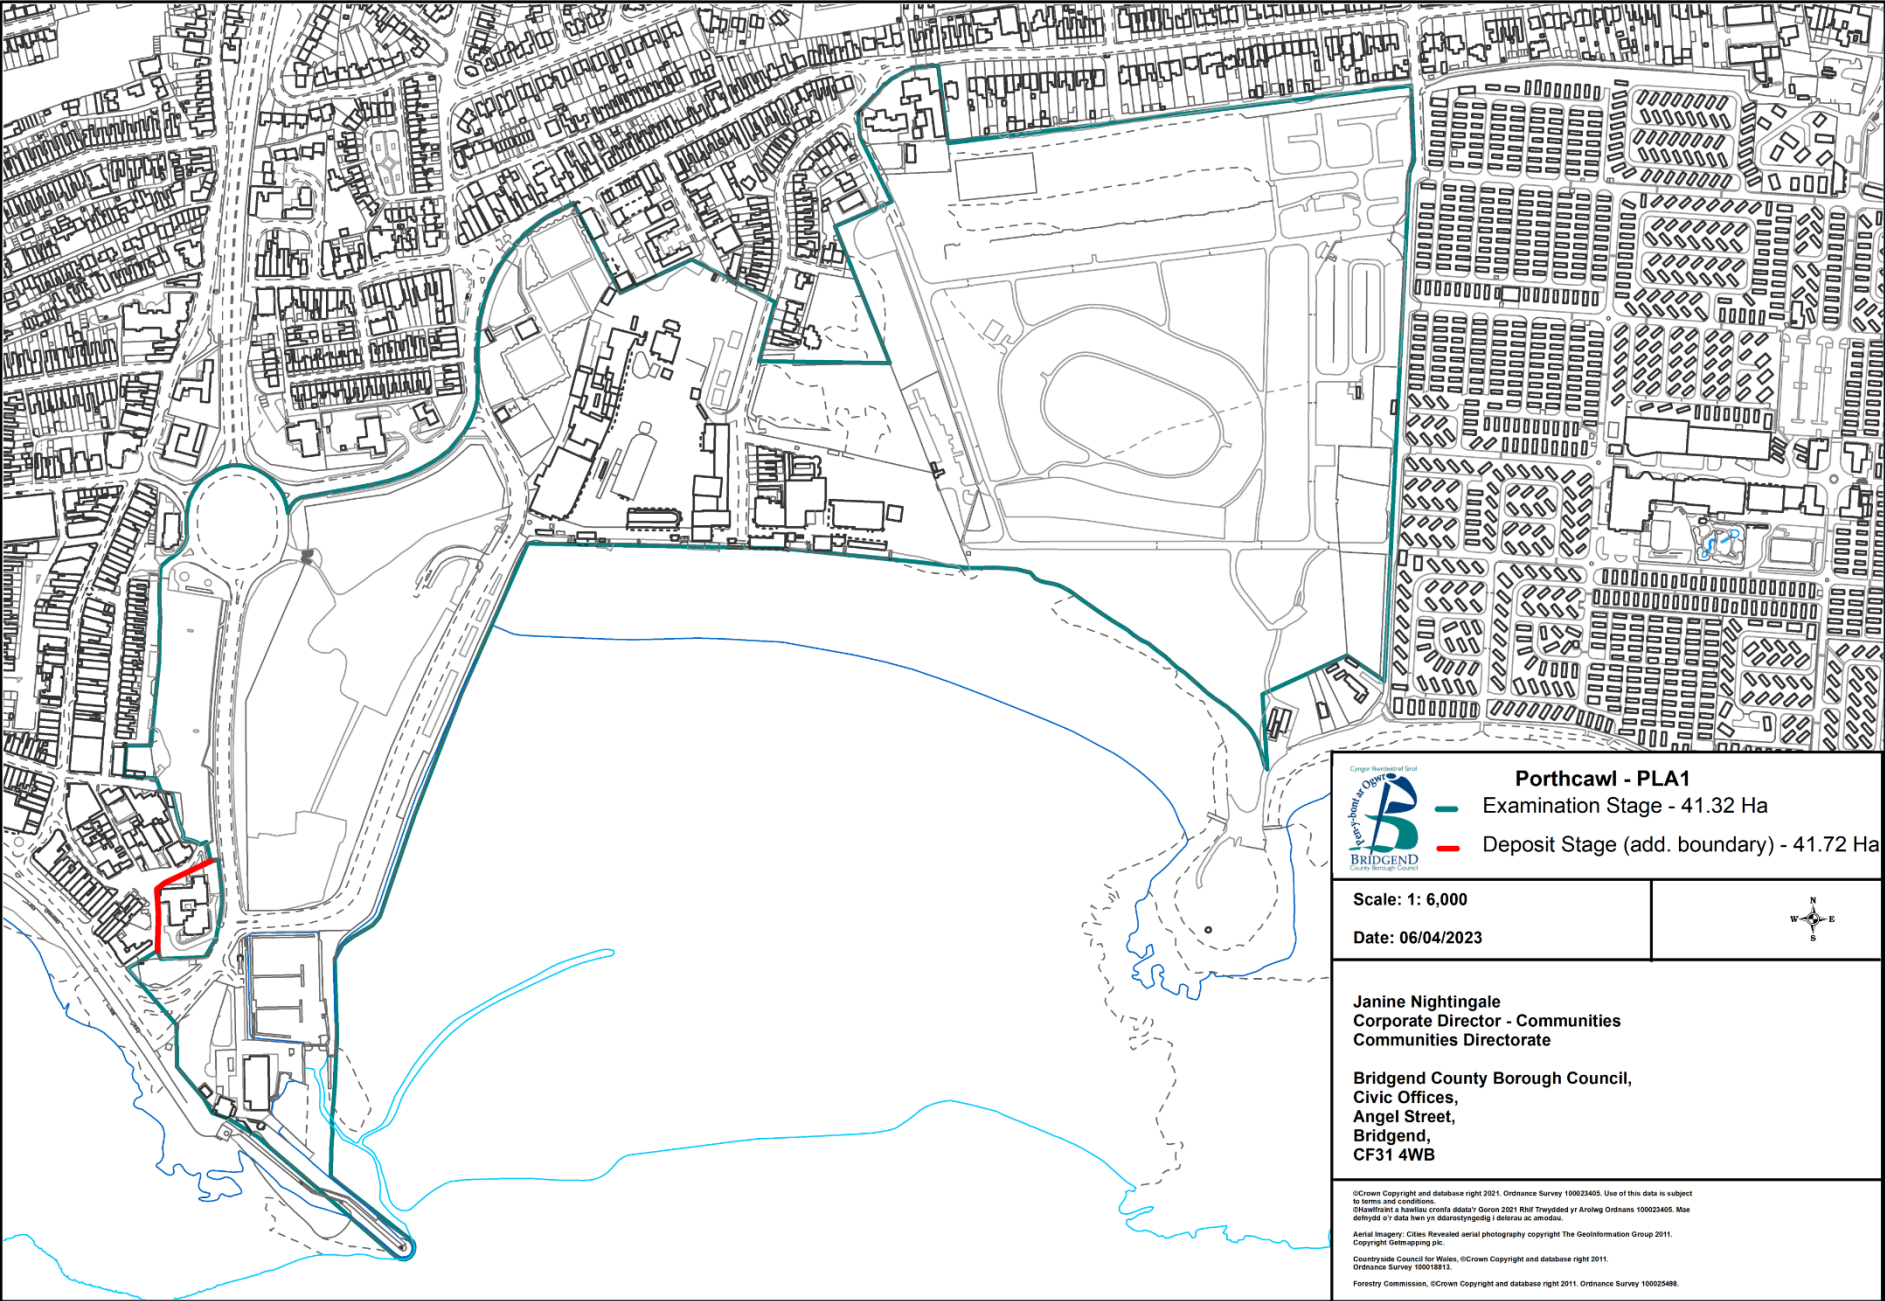 Cyngor Bwrdeistref Sirol
Pen-y-bont ar Ogwr
BRIDGEND
County Borough Council
Porthcawl - PLA1
Examination Stage - 41.32 Ha
Deposit Stage (add. boundary) - 41.72 Ha
Scale: 1: 6,000
Date: 06/04/2023
N
W E
S
Janine Nightingale
Corporate Director - Communities
Communities Directorate
Bridgend County Borough Council,
Civic Offices,
Angel Street,
Bridgend,
CF31 4WB
©Crown Copyright and database right 2021. Ordnance Survey 100023405. Use of this data is subject
to terms and conditions.
©Hawlfraint a hawliau cronfa ddata'r Goron 2021 Rhif Trwydded yr Arolwg Ordnans 100023405. Mae
defnydd o'r data hwn yn ddarostyngedig i delerau ac amodau.
Aerial Imagery: Cities Revealed aerial photography copyright The GeoInformation Group 2011.
Copyright Getmapping plc.
Countryside Council for Wales, ©Crown Copyright and database right 2011.
Ordnance Survey 100018813.
Forestry Commission, ©Crown Copyright and database right 2011. Ordnance Survey 100025498.